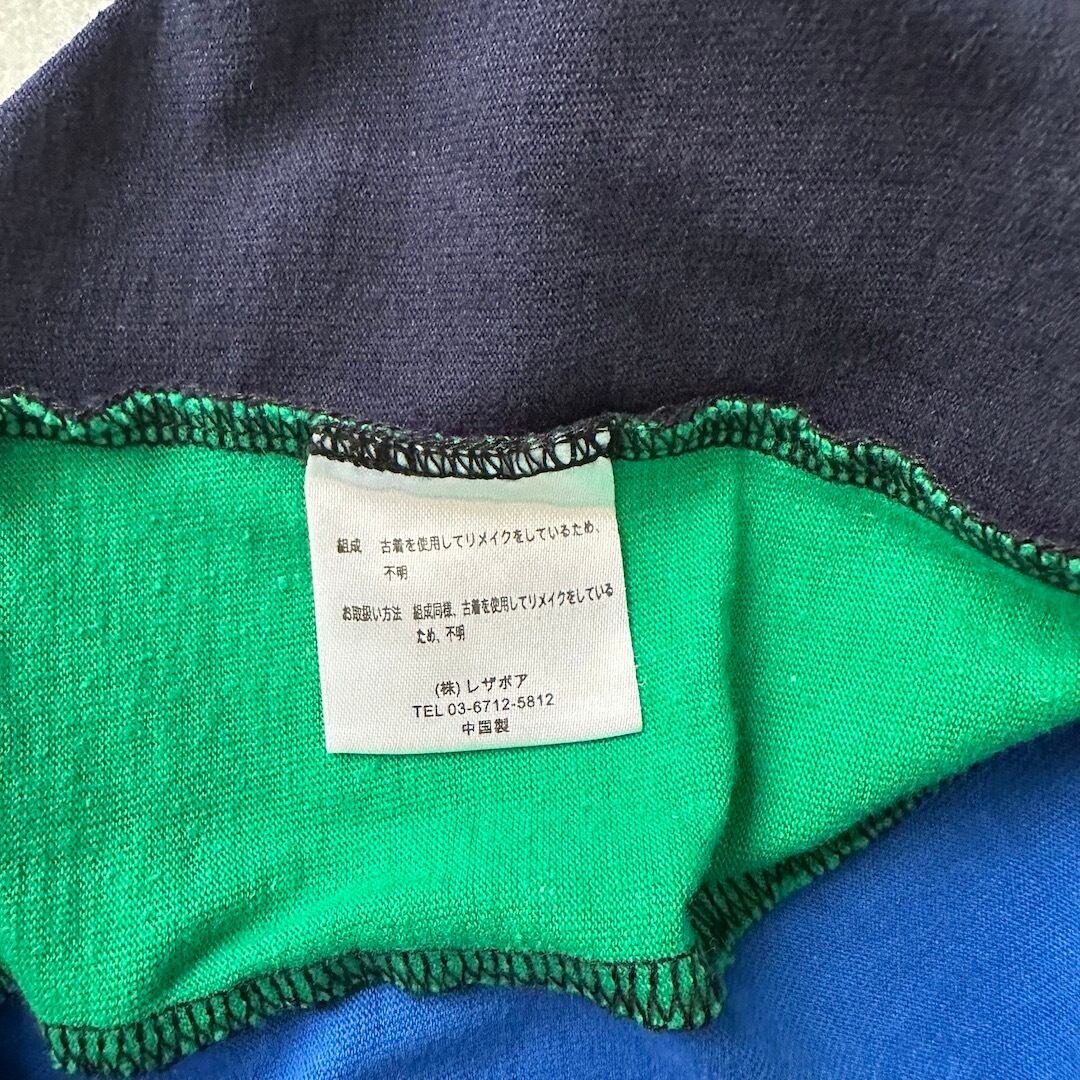 組成 古着を使用してリメイクをしているため、
不明
お取扱い方法 組成同様、古着を使用してリメイクをしている
ため、不明
(株)レザボア
TEL 03-6712-5812
中国製